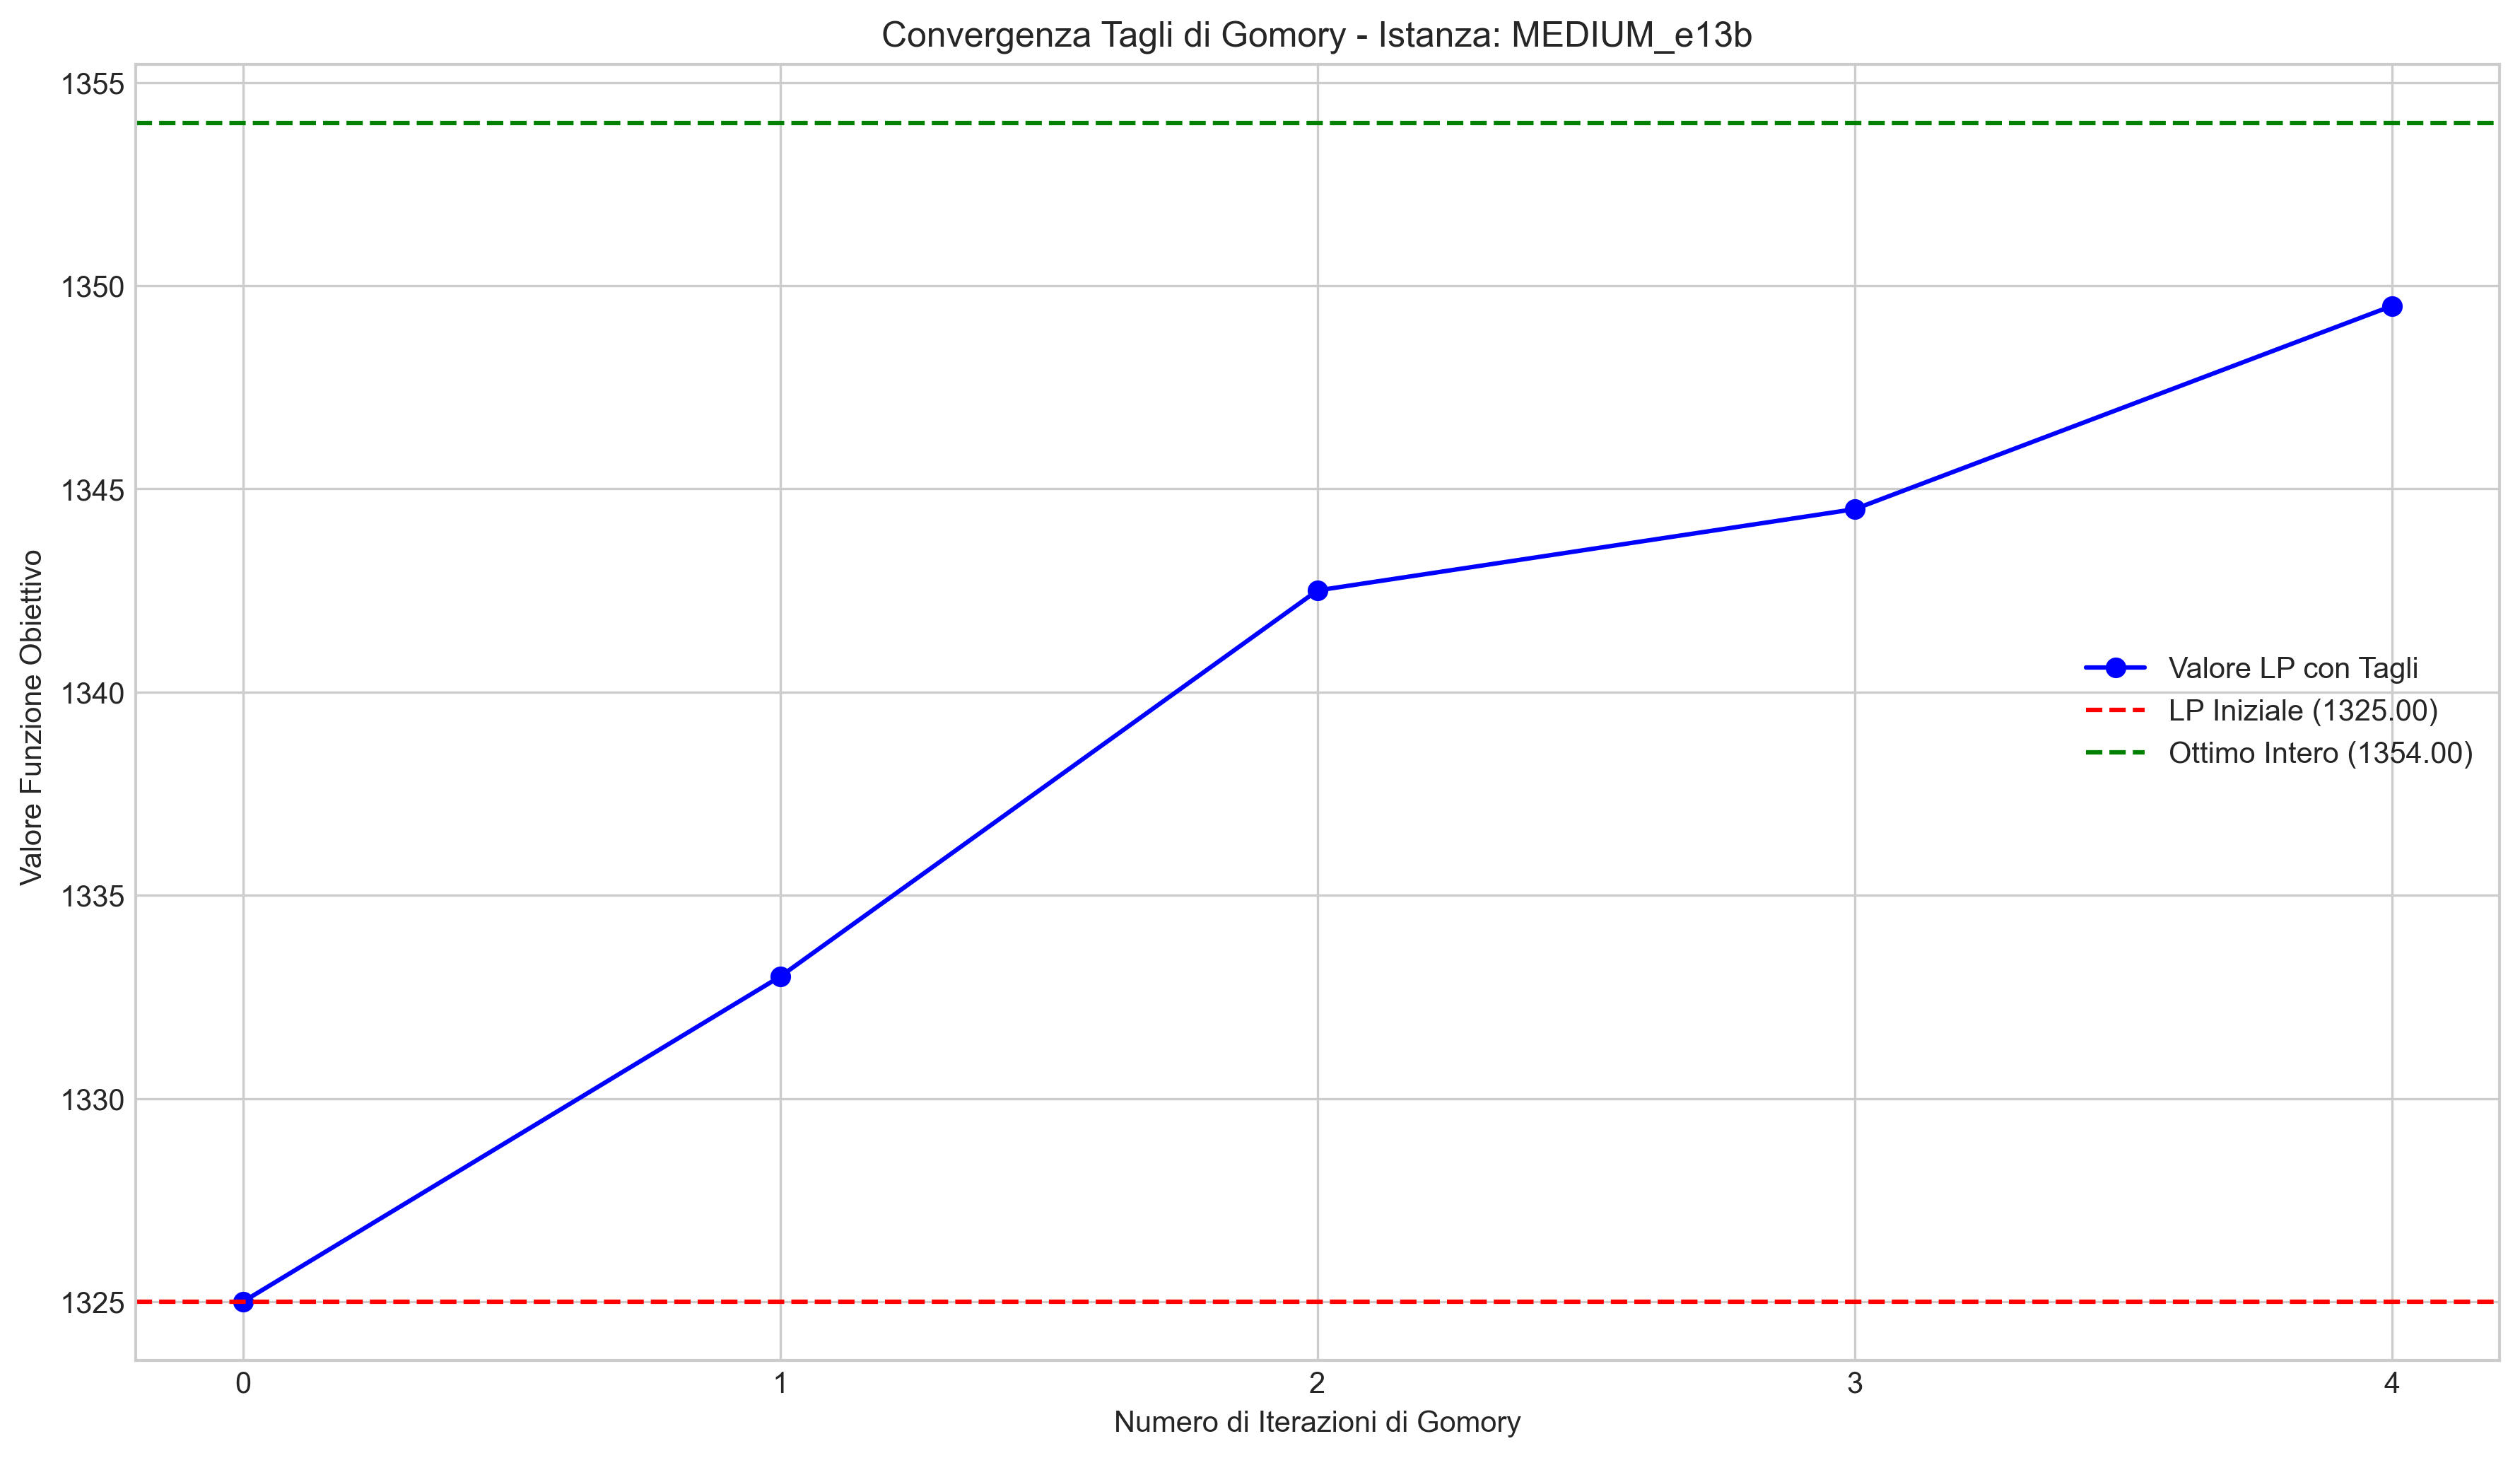 Convergenza Tagli di Gomory - Istanza: MEDIUM_e13b
Valore Funzione Obiettivo
1355
1350
1345
1340
1335
1330
1325
Valore LP con Tagli
LP Iniziale (1325.00)
Ottimo Intero (1354.00)
0 1 2 3 4
Numero di Iterazioni di Gomory